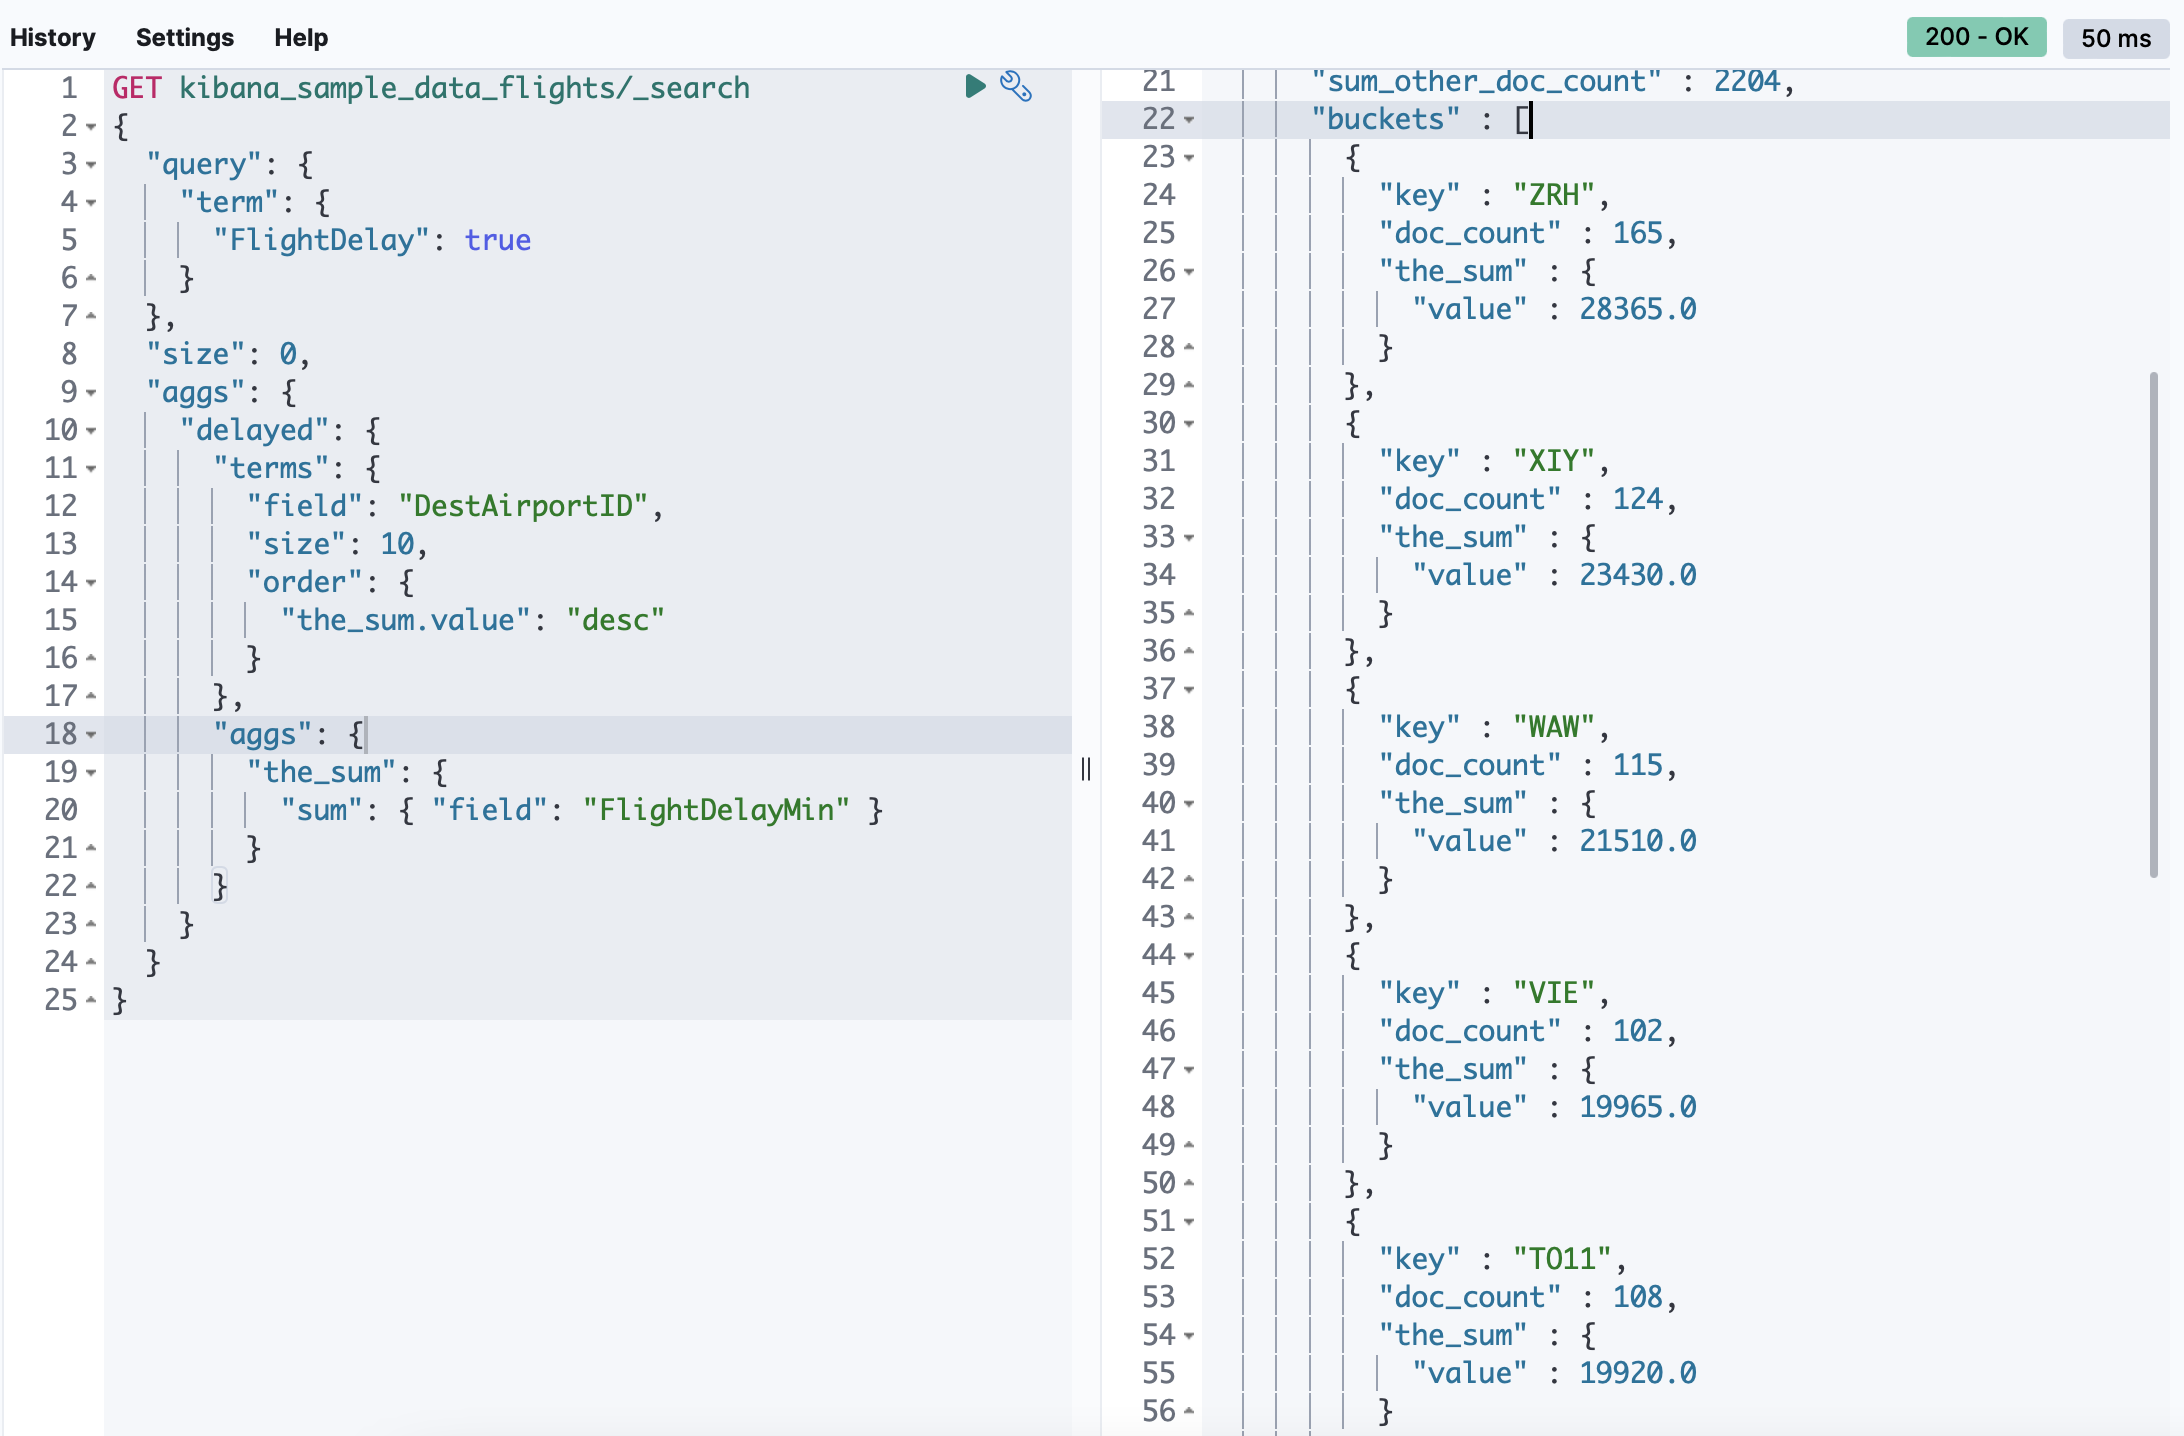 History Settings Help 200 - OK 50 ms
1 GET kibana_sample_data_flights/_search
2 {
3 "query": {
4 "term": {
5 "FlightDelay": true
6 }
7 },
8 "size": 0,
9 "aggs": {
10 "delayed": {
11 "terms": {
12 "field": "DestAirportID",
13 "size": 10,
14 "order": {
15 "the_sum.value": "desc"
16 }
17 },
18 "aggs": {
19 "the_sum": {
20 "sum": { "field": "FlightDelayMin" }
21 }
22 }
23 }
24 }
25 }
21 "sum_other_doc_count" : 2204,
22 "buckets" : [
23 {
24 "key" : "ZRH",
25 "doc_count" : 165,
26 "the_sum" : {
27 "value" : 28365.0
28 }
29 },
30 {
31 "key" : "XIY",
32 "doc_count" : 124,
33 "the_sum" : {
34 "value" : 23430.0
35 }
36 },
37 {
38 "key" : "WAW",
39 "doc_count" : 115,
40 "the_sum" : {
41 "value" : 21510.0
42 }
43 },
44 {
45 "key" : "VIE",
46 "doc_count" : 102,
47 "the_sum" : {
48 "value" : 19965.0
49 }
50 },
51 {
52 "key" : "TO11",
53 "doc_count" : 108,
54 "the_sum" : {
55 "value" : 19920.0
56 }